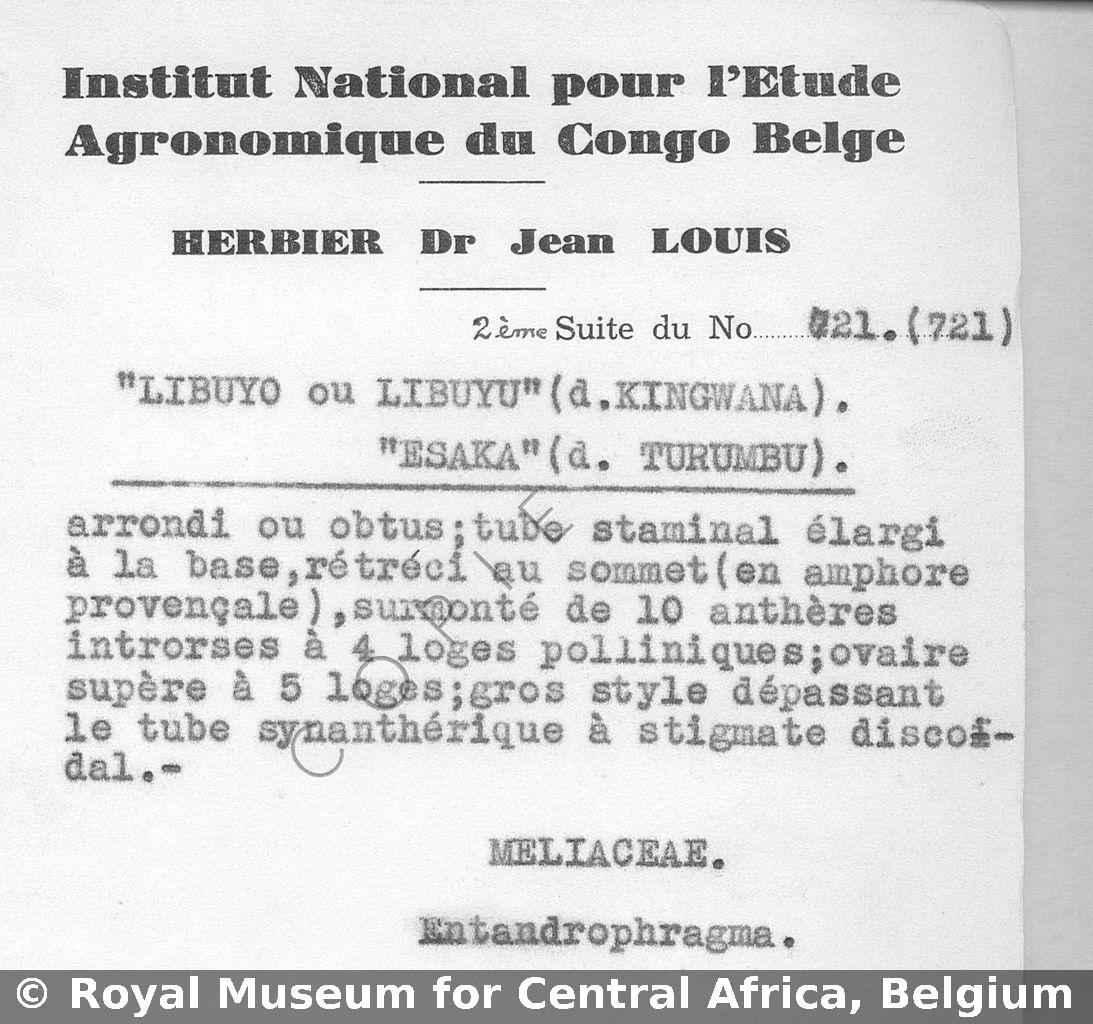 Institut National pour l'Etude
Agronomique du Congo Belge
HERBIER Dr Jean LOUIS
2ème Suite du No 721.(721)
"LIBUYO ou LIBUYU"(d.KINGWANA).
"ESAKA"(d. TURUMBU).
arrondi ou obtus;tube staminal élargi
à la base,rétréci au sommet(en amphore
provençale),surmonté de 10 anthères
introrses à 4 loges polliniques;ovaire
supère à 5 loges;gros style dépassant
le tube synanthérique à stigmate discoi-
dal.-
COPIE
MELIACEAE.
Entandrophragma.
© Royal Museum for Central Africa, Belgium